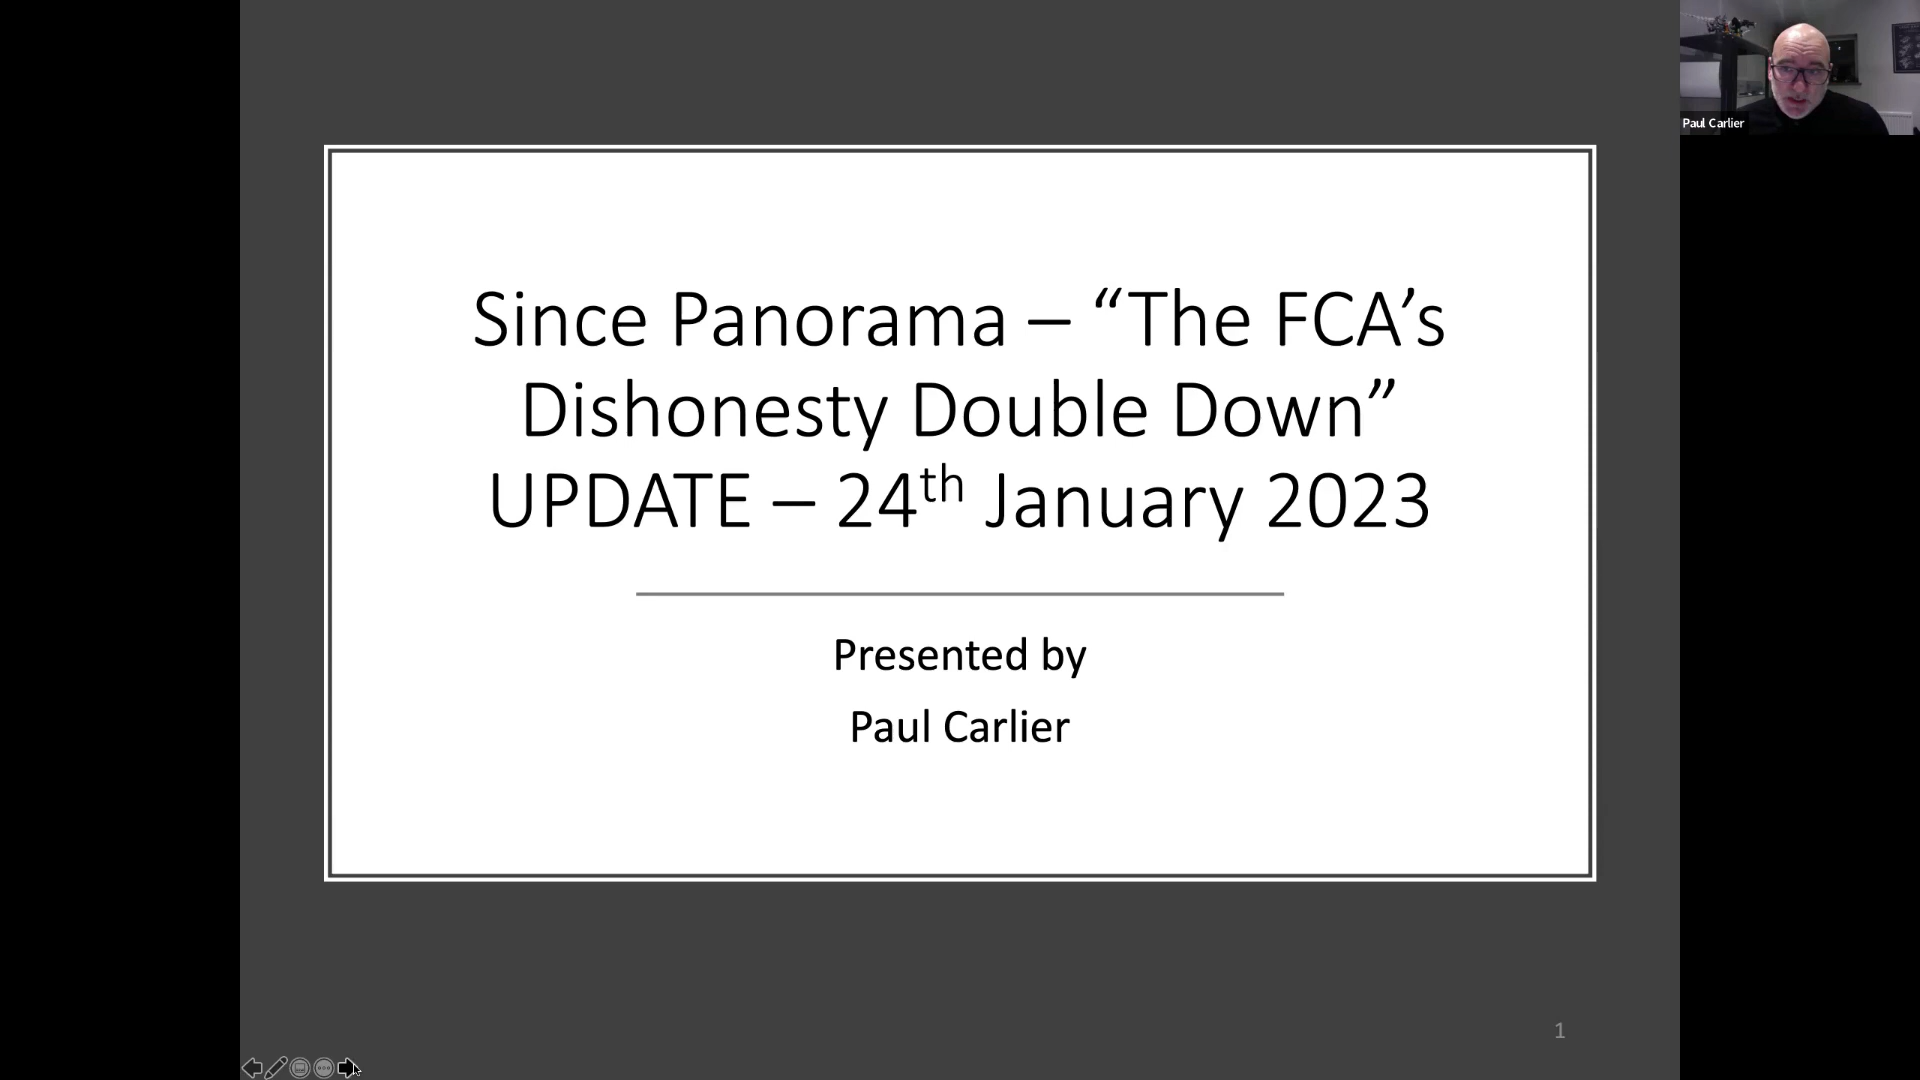 Paul Carlier
Since Panorama – “The FCA’s
Dishonesty Double Down”
UPDATE – 24th January 2023
Presented by
Paul Carlier
1